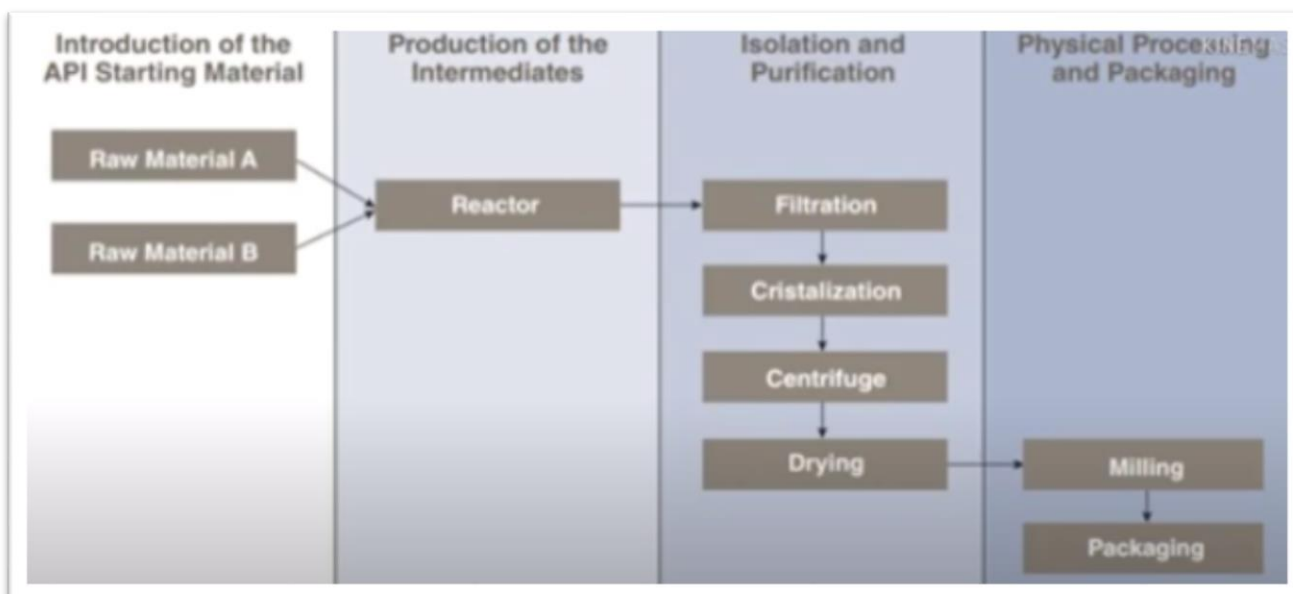 Introduction of the
API Starting Material
Production of the
Intermediates
Isolation and
Purification
Physical Processing
and Packaging
Raw Material A
Raw Material B
Reactor
Filtration
Cristalization
Centrifuge
Drying
Milling
Packaging